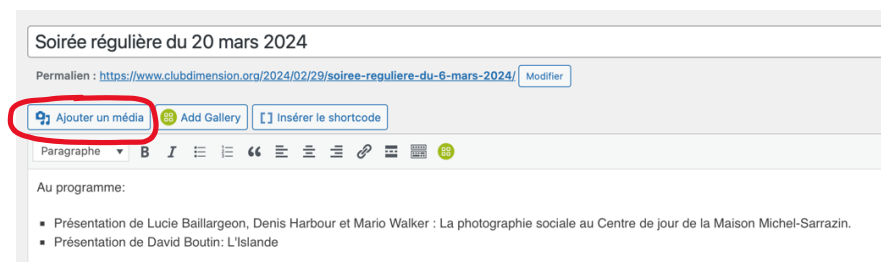 Soirée régulière du 20 mars 2024
Permalien : https://www.clubdimension.org/2024/02/29/soiree-reguliere-du-6-mars-2024/ Modifier
Ajouter un média Add Gallery [ ] Insérer le shortcode
Paragraphe B I
Au programme:
Présentation de Lucie Baillargeon, Denis Harbour et Mario Walker : La photographie sociale au Centre de jour de la Maison Michel-Sarrazin.
Présentation de David Boutin: L'Islande